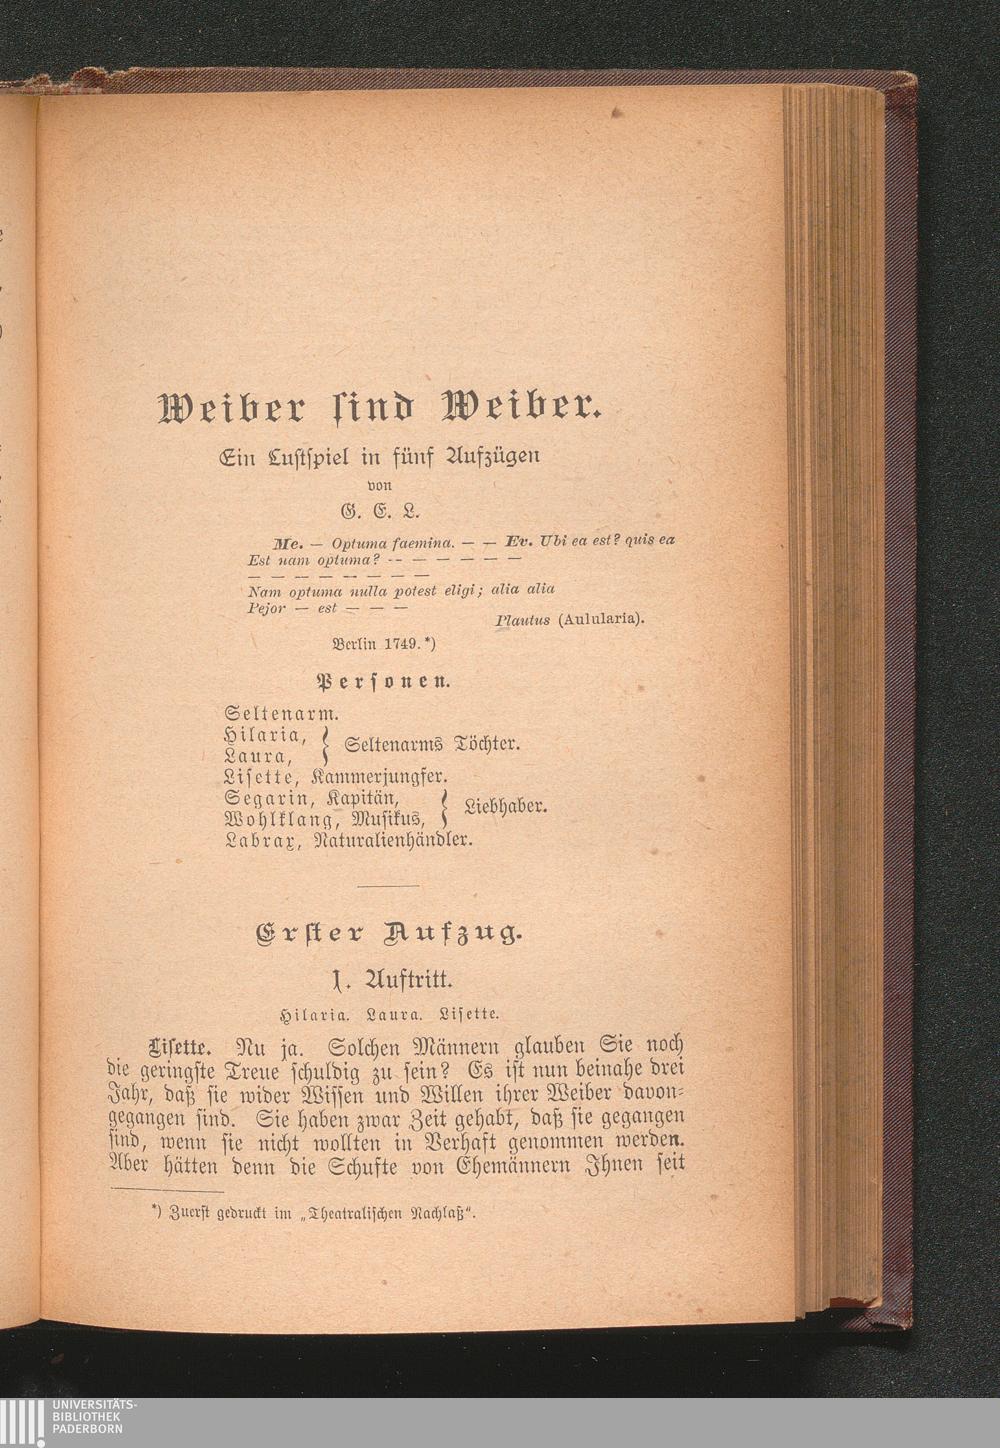 Weiber sind Weiber.
Ein Lustspiel in fünf Aufzügen
von
G. E. L.
Me. — Optuma faemina. — — Ev. Ubi ea est? quis ea
Est nam optuma? — — — — — —
— — — — — — — —
Nam optuma nulla potest eligi; alia alia
Pejor — est — — —
Plautus (Aulularia).
Berlin 1749.*)
Personen.
Seltenarm.
Hilaria, } Seltenarms Töchter.
Laura,
Lisette, Kammerjungfer.
Segarin, Kapitän, } Liebhaber.
Wohlklang, Musikus,
Labrax, Naturalienhändler.
Erster Aufzug.
1. Auftritt.
Hilaria. Laura. Lisette.
Lisette. Nu ja. Solchen Männern glauben Sie noch
die geringste Treue schuldig zu sein? Es ist nun beinahe drei
Jahr, daß sie wider Wissen und Willen ihrer Weiber davon-
gegangen sind. Sie haben zwar Zeit gehabt, daß sie gegangen
sind, wenn sie nicht wollten in Verhaft genommen werden.
Aber hätten denn die Schufte von Ehemännern Ihnen seit
*) Zuerst gedruckt im „Theatralischen Nachlaß“.
UNIVERSITÄTS-
BIBLIOTHEK
PADERBORN